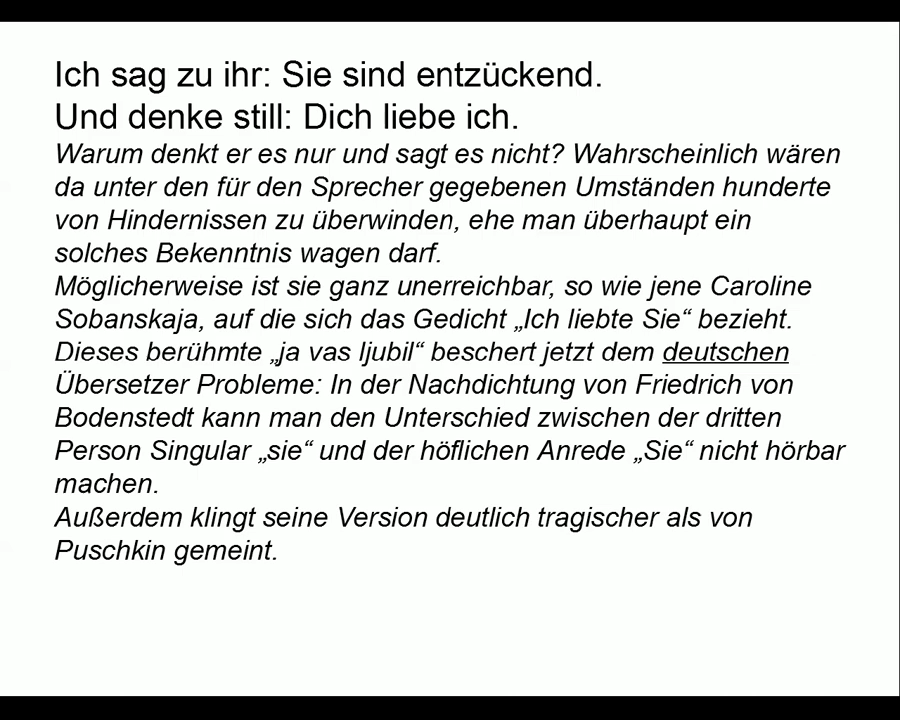 Ich sag zu ihr: Sie sind entzückend.
Und denke still: Dich liebe ich.
Warum denkt er es nur und sagt es nicht? Wahrscheinlich wären
da unter den für den Sprecher gegebenen Umständen hunderte
von Hindernissen zu überwinden, ehe man überhaupt ein
solches Bekenntnis wagen darf.
Möglicherweise ist sie ganz unerreichbar, so wie jene Caroline
Sobanskaja, auf die sich das Gedicht „Ich liebte Sie“ bezieht.
Dieses berühmte „ja vas ljubil“ beschert jetzt dem deutschen
Übersetzer Probleme: In der Nachdichtung von Friedrich von
Bodenstedt kann man den Unterschied zwischen der dritten
Person Singular „sie“ und der höflichen Anrede „Sie“ nicht hörbar
machen.
Außerdem klingt seine Version deutlich tragischer als von
Puschkin gemeint.